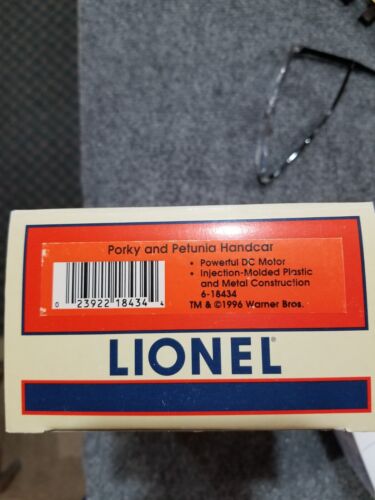 Porky and Petunia Handcar
• Powerful DC Motor
• Injection-Molded Plastic
and Metal Construction
6-18434
TM & ©1996 Warner Bros.
0 23922 18434 4
LIONEL®